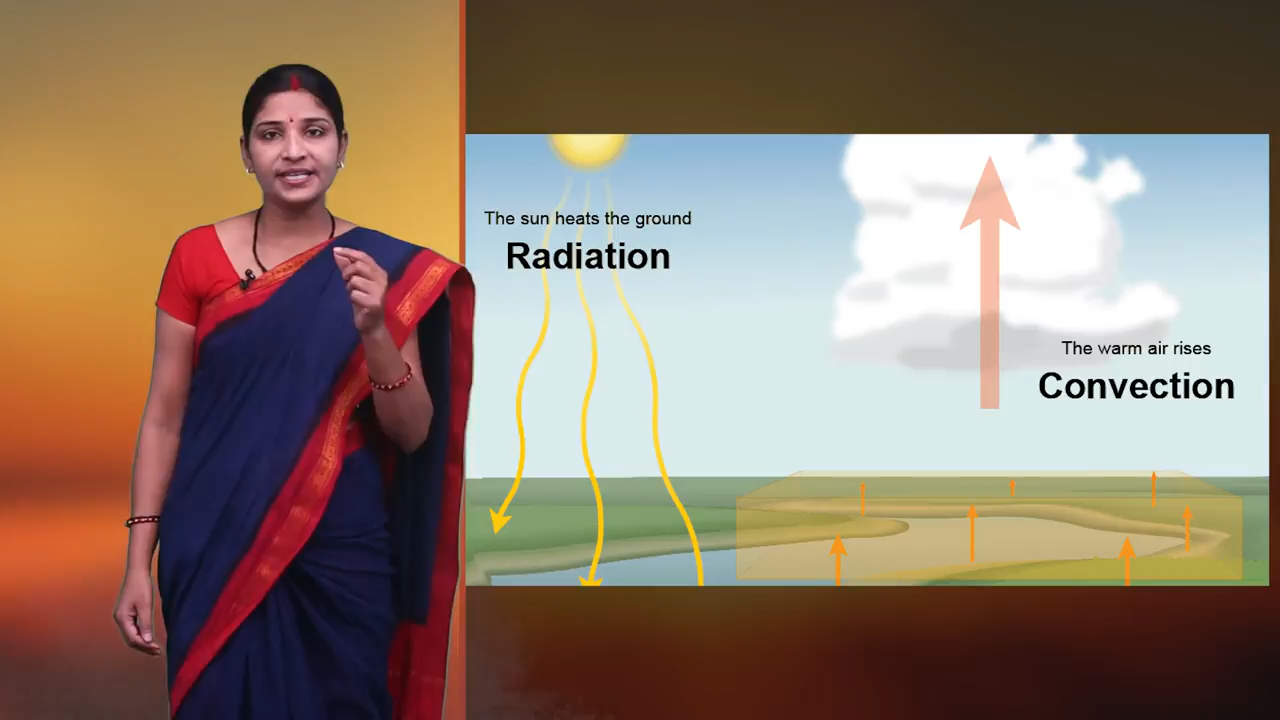 The sun heats the ground
Radiation
The warm air rises
Convection